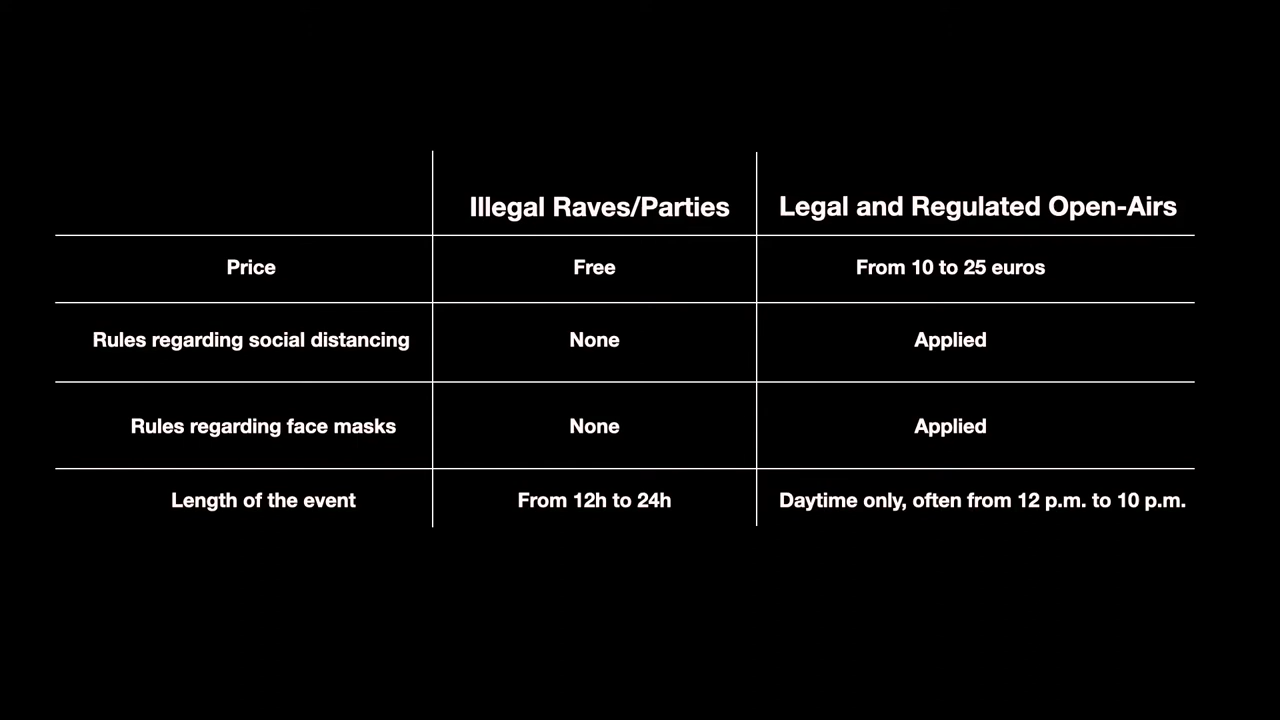 Illegal Raves/Parties Legal and Regulated Open-Airs
Price Free From 10 to 25 euros
Rules regarding social distancing None Applied
Rules regarding face masks None Applied
Length of the event From 12h to 24h Daytime only, often from 12 p.m. to 10 p.m.